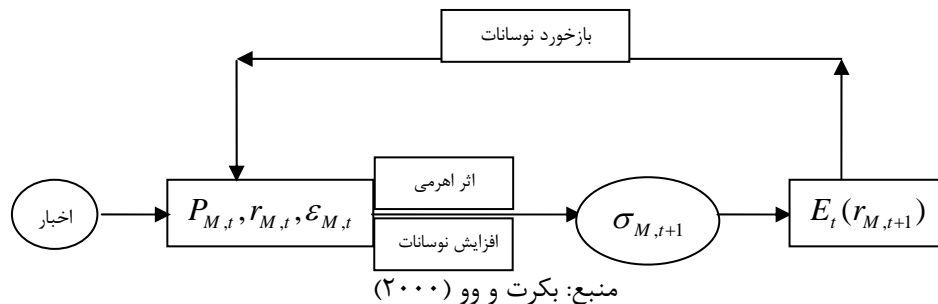 بازخورد نوسانات
اثر اهرمی
اخبار
P_{M,t}, r_{M,t}, ε_{M,t}
σ_{M,t+1}
E_t(r_{M,t+1})
افزایش نوسانات
منبع: بکرت و وو (۲۰۰۰)